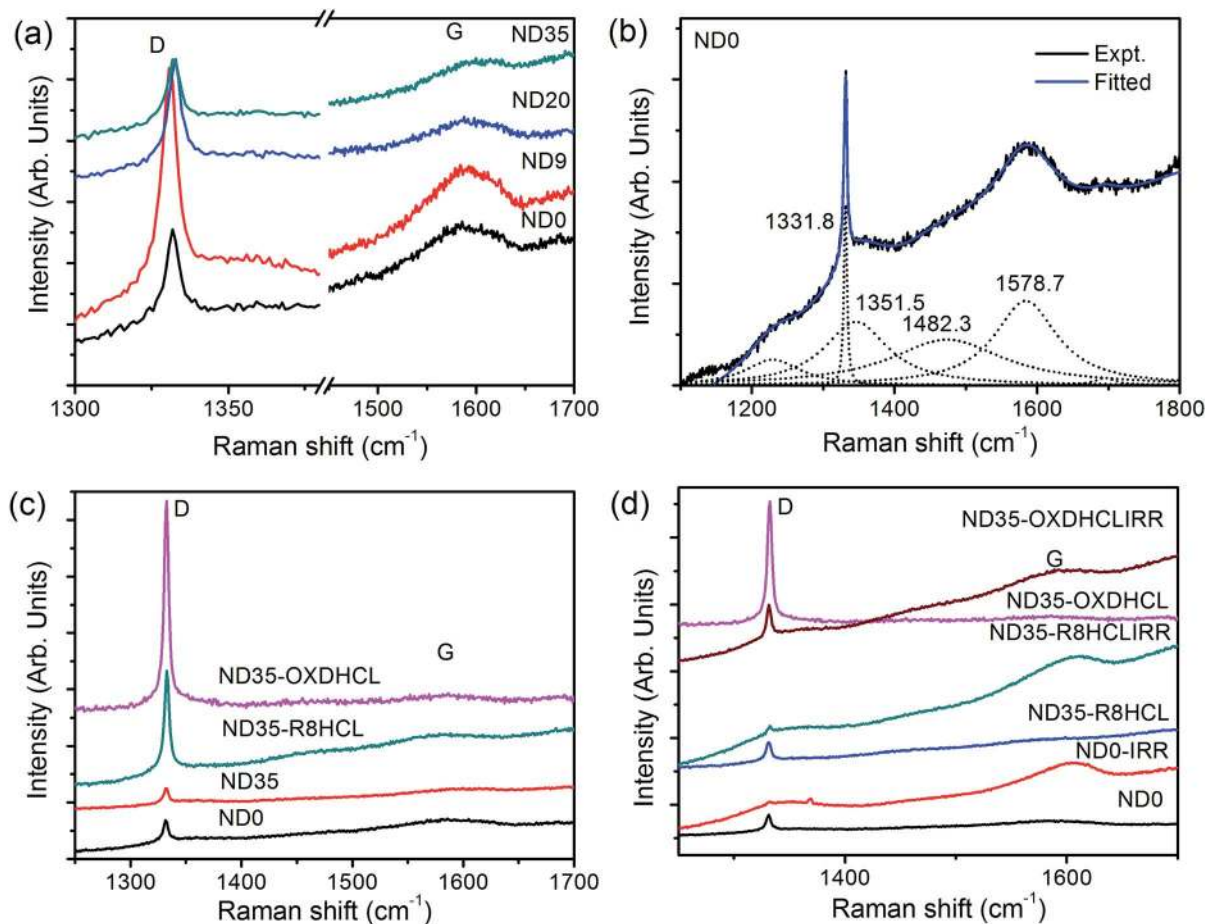 (a)
D
G
ND35
ND20
ND9
ND0
Intensity (Arb. Units)
1300
1350
1500
1600
1700
Raman shift (cm⁻¹)
(b)
ND0
Expt.
Fitted
1331.8
1351.5
1482.3
1578.7
Intensity (Arb. Units)
1200
1400
1600
1800
Raman shift (cm⁻¹)
(c)
D
G
ND35-OXDHCL
ND35-R8HCL
ND35
ND0
Intensity (Arb. Units)
1300
1400
1500
1600
1700
Raman shift (cm⁻¹)
(d)
D
ND35-OXDHCLIRR
G
ND35-OXDHCL
ND35-R8HCLIRR
ND35-R8HCL
ND0-IRR
ND0
Intensity (Arb. Units)
1400
1600
Raman shift (cm⁻¹)